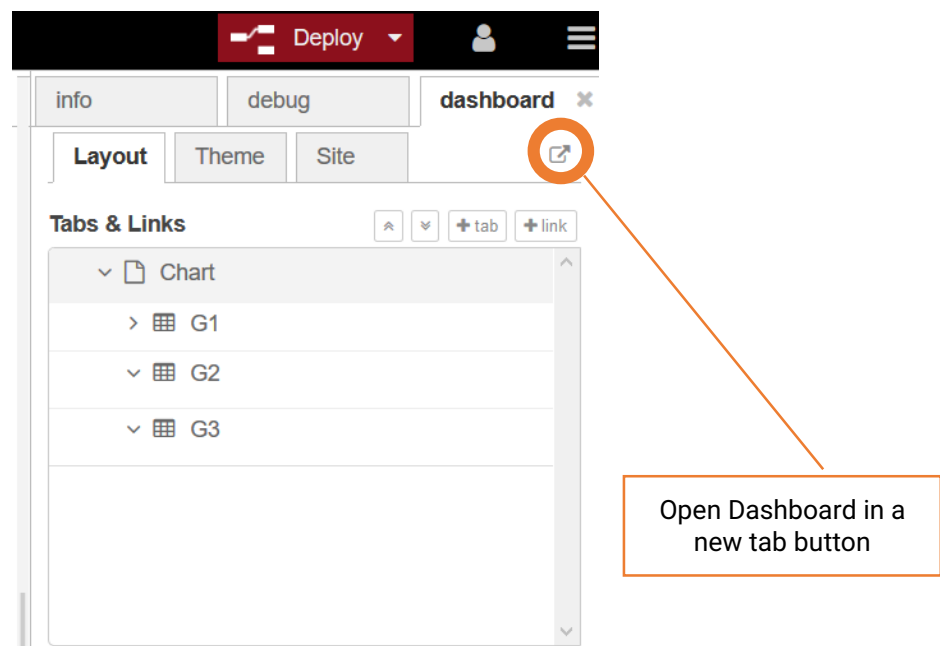 Deploy
info debug dashboard
Layout Theme Site
Tabs & Links + tab + link
Chart
G1
G2
G3
Open Dashboard in a
new tab button